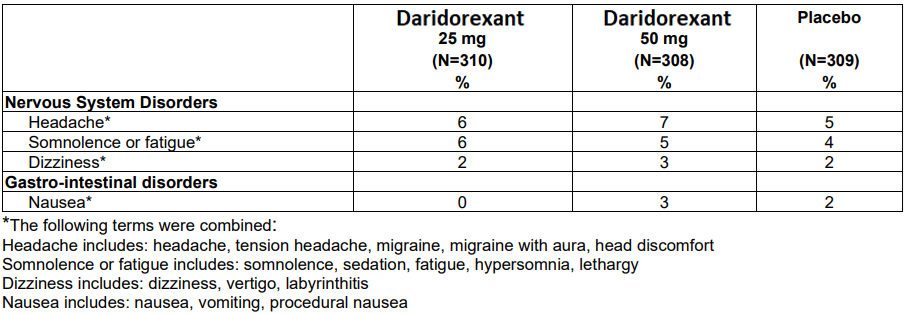 Daridorexant 25 mg (N=310) % Daridorexant 50 mg (N=308) % Placebo (N=309) %
Nervous System Disorders
Headache* 6 7 5
Somnolence or fatigue* 6 5 4
Dizziness* 2 3 2
Gastro-intestinal disorders
Nausea* 0 3 2
*The following terms were combined:
Headache includes: headache, tension headache, migraine, migraine with aura, head discomfort
Somnolence or fatigue includes: somnolence, sedation, fatigue, hypersomnia, lethargy
Dizziness includes: dizziness, vertigo, labyrinthitis
Nausea includes: nausea, vomiting, procedural nausea